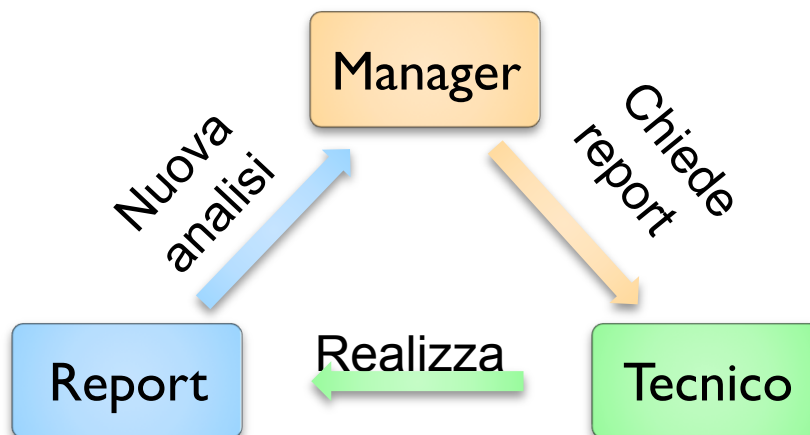 Manager
Nuova
analisi
Chiede
report
Realizza
Report
Tecnico